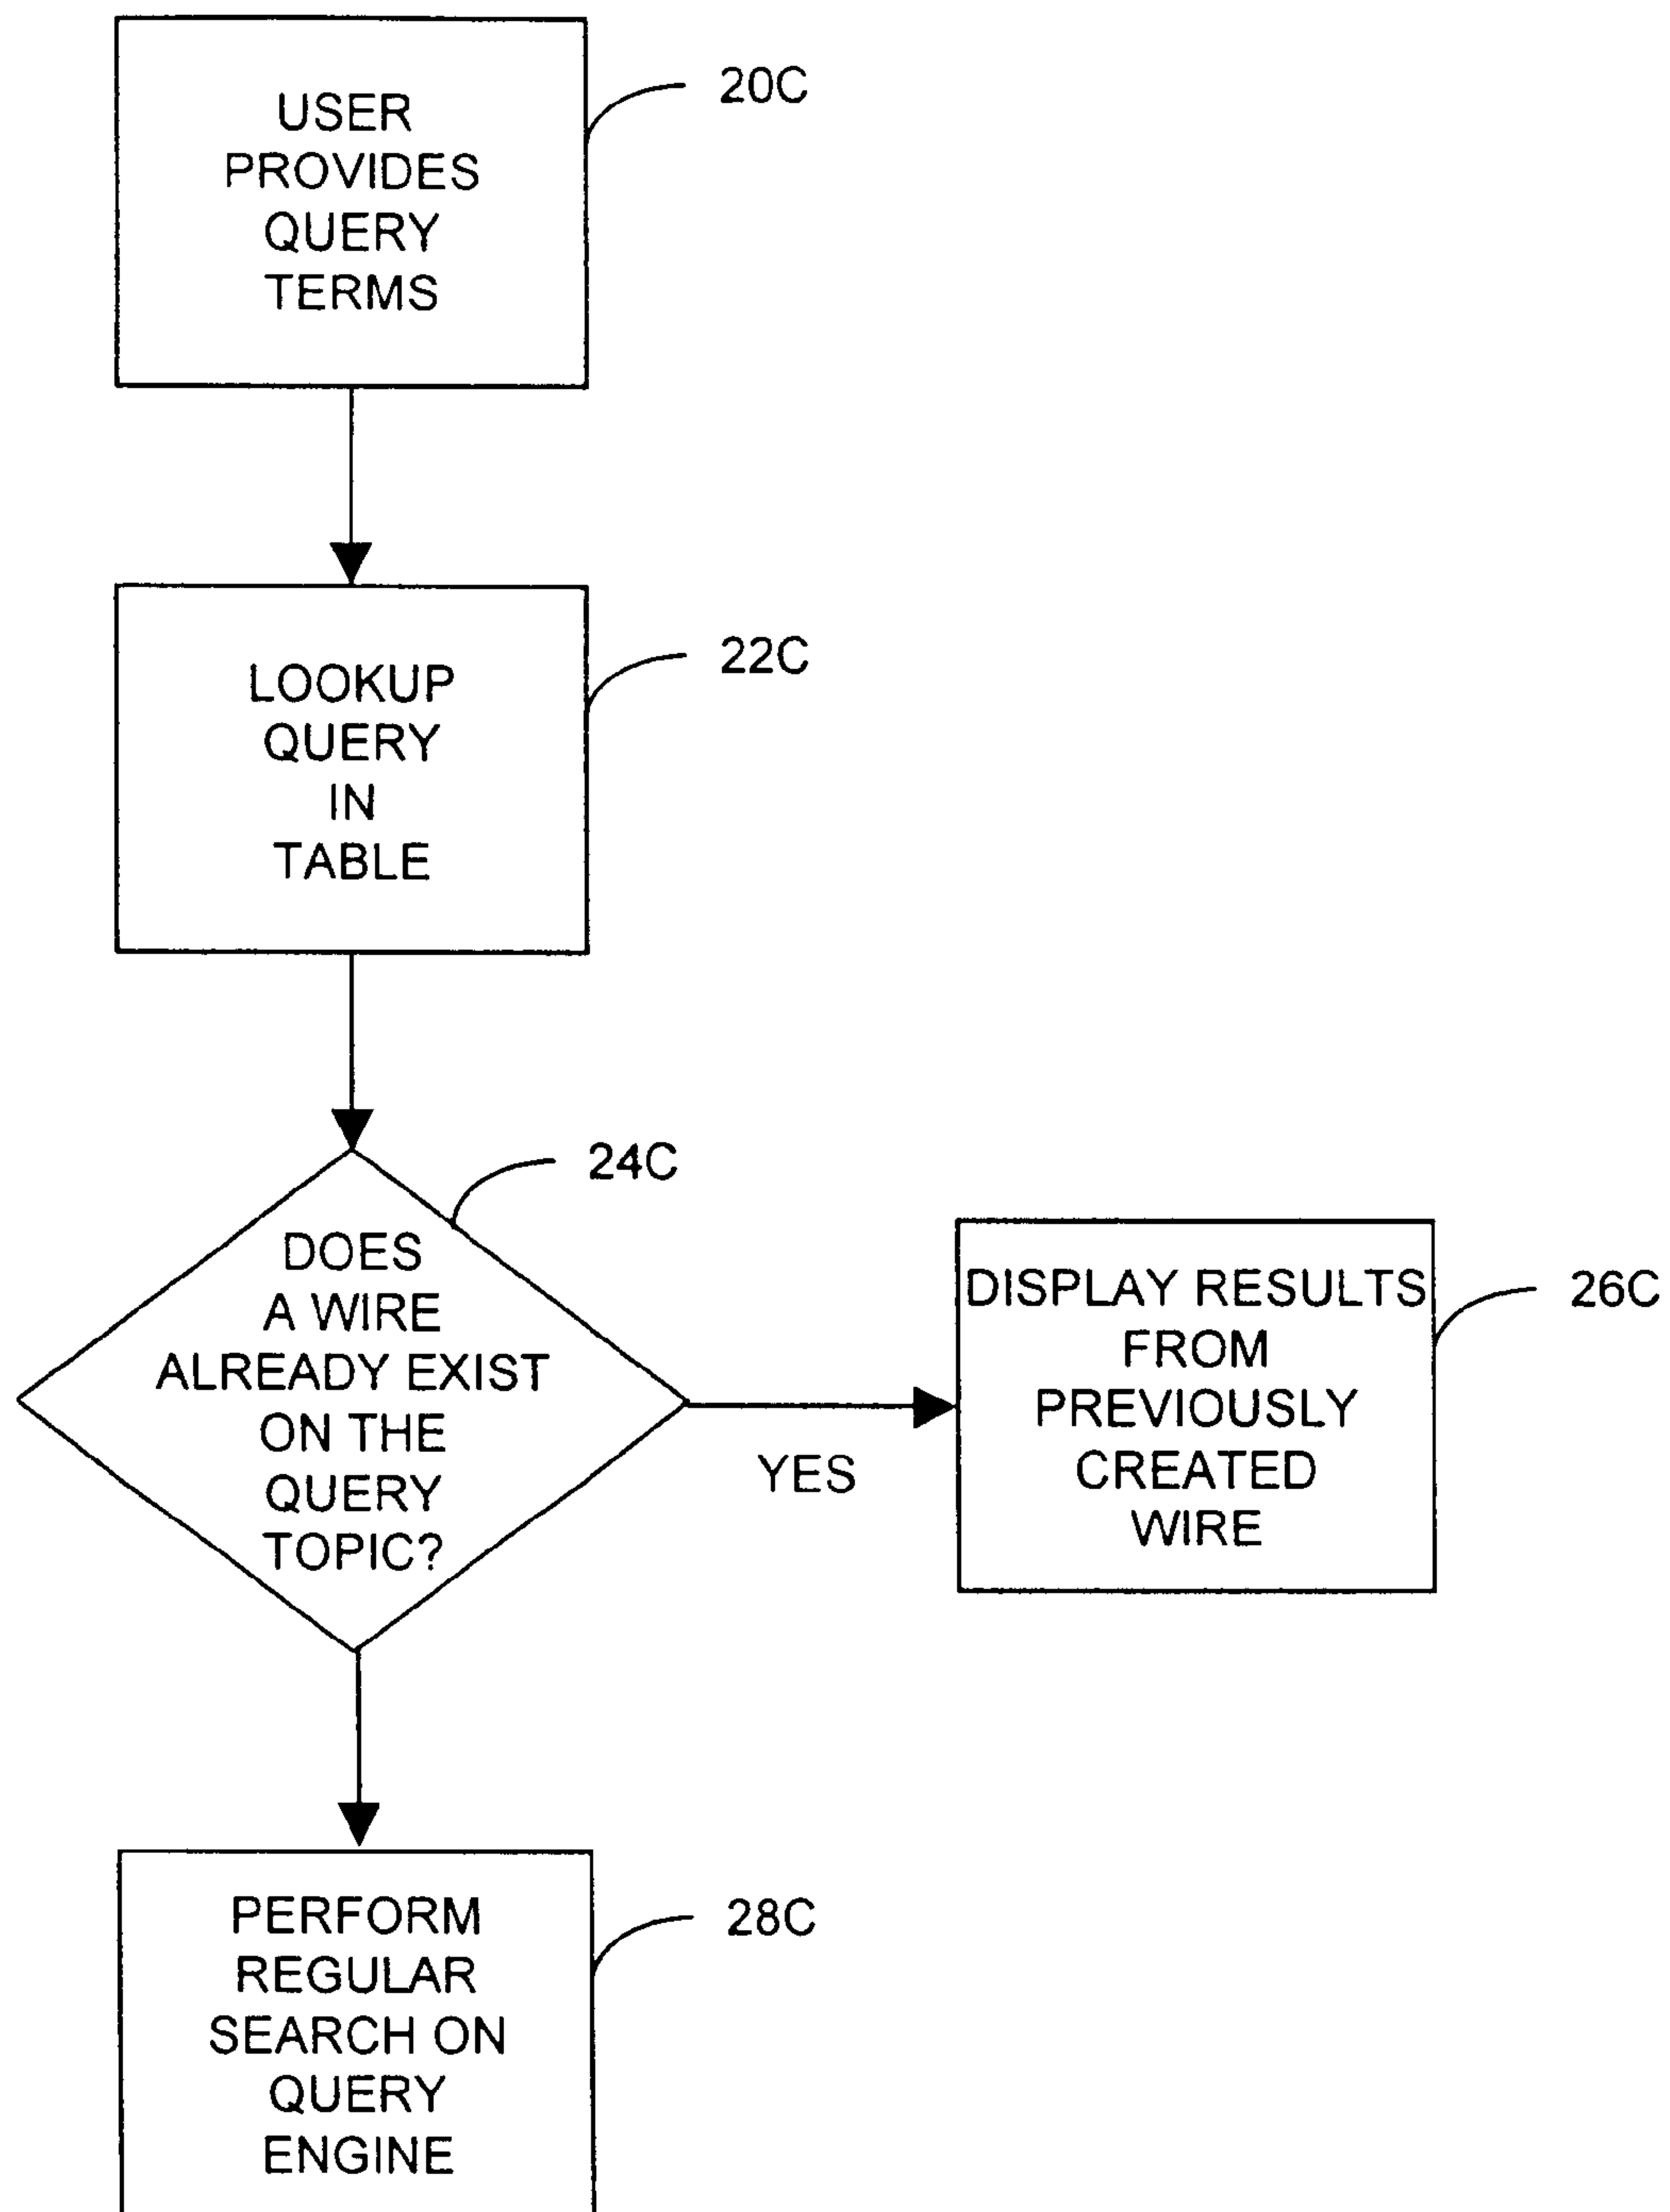 USER
PROVIDES
QUERY
TERMS
20C
LOOKUP
QUERY
IN
TABLE
22C
DOES
A WIRE
ALREADY EXIST
ON THE
QUERY
TOPIC?
24C
YES
DISPLAY RESULTS
FROM
PREVIOUSLY
CREATED
WIRE
26C
PERFORM
REGULAR
SEARCH ON
QUERY
ENGINE
28C